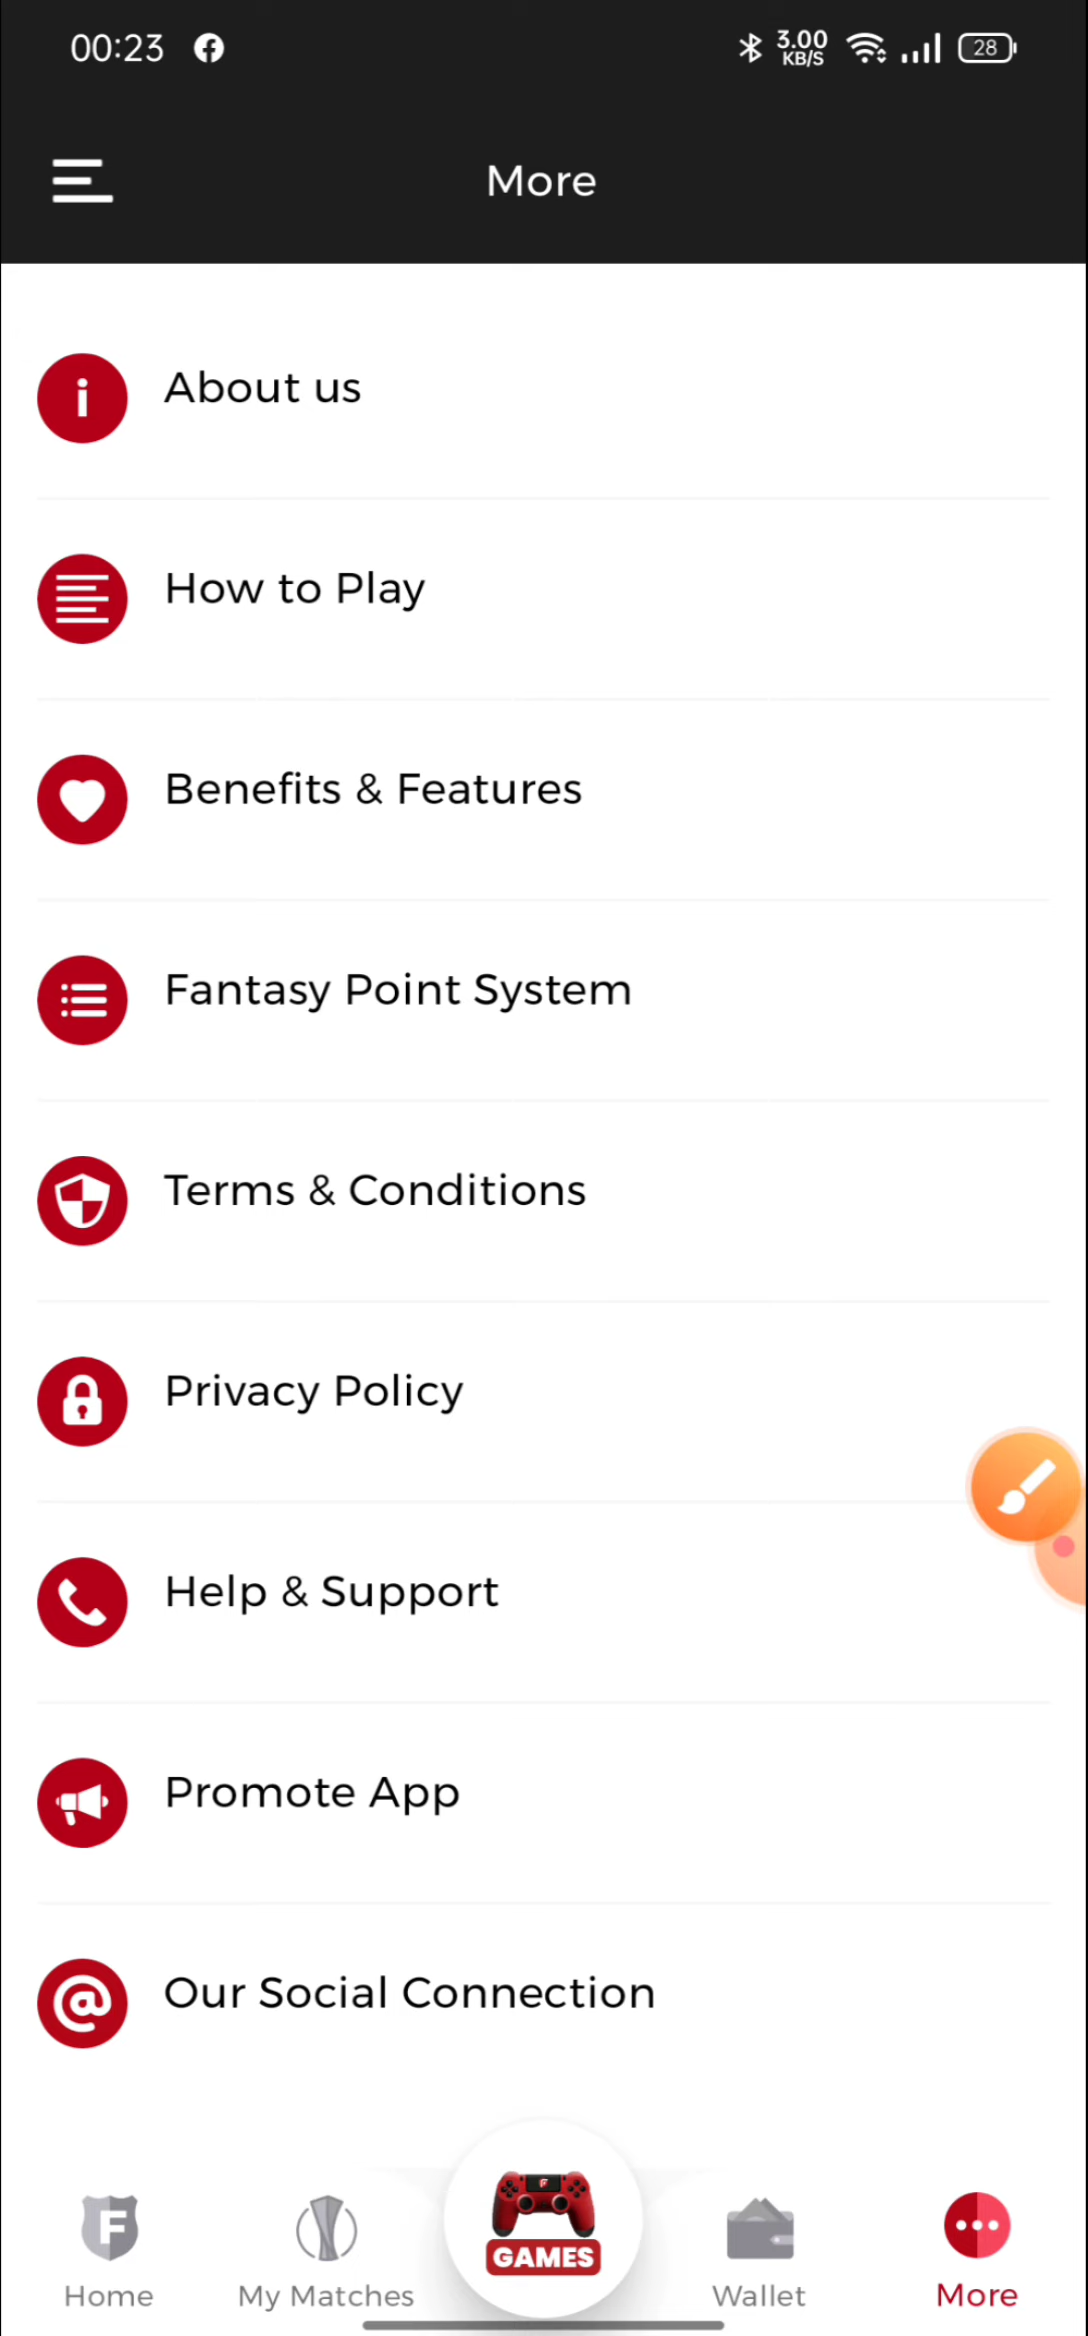 00:23
3.00
KB/S
28
More
About us
How to Play
Benefits & Features
Fantasy Point System
Terms & Conditions
Privacy Policy
Help & Support
Promote App
Our Social Connection
F
GAMES
Home
My Matches
Wallet
More